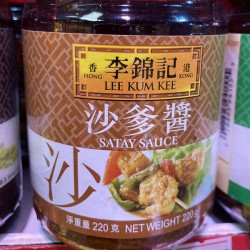 香 李錦記 港
HONG LEE KUM KEE KONG
沙爹醬
SATAY SAUCE
沙
淨重量 220 克 NET WEIGHT 220